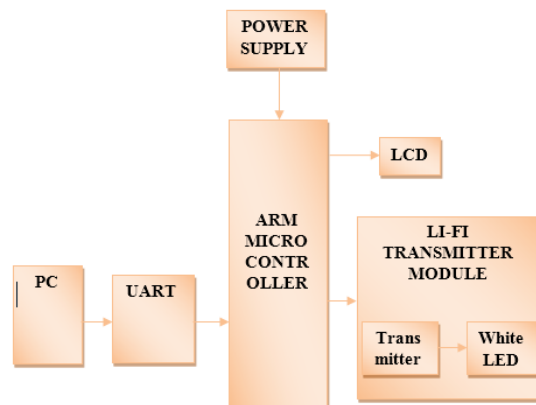 POWER
SUPPLY
LCD
ARM
MICRO
CONTR
OLLER
LI-FI
TRANSMITTER
MODULE
PC
UART
Trans
mitter
White
LED